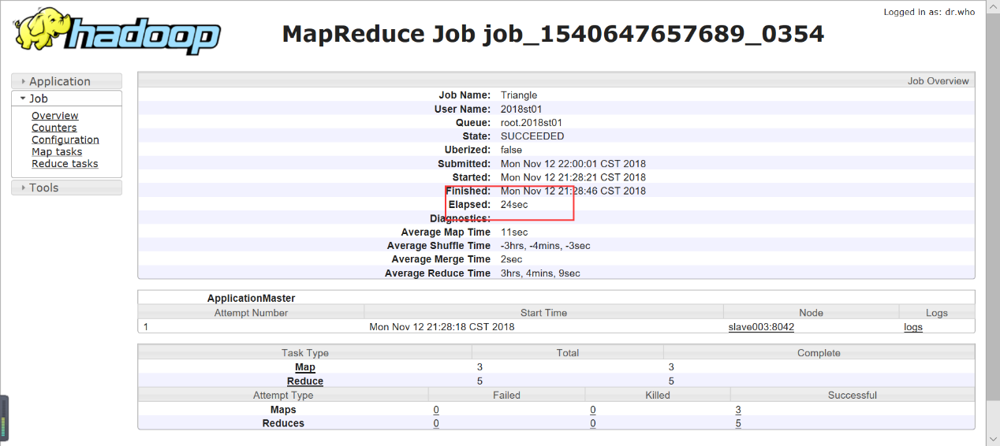 Logged in as: dr.who
hadoop
MapReduce Job job_1540647657689_0354
Application
Job
Overview
Counters
Configuration
Map tasks
Reduce tasks
Tools
Job Overview
Job Name: Triangle
User Name: 2018st01
Queue: root.2018st01
State: SUCCEEDED
Uberized: false
Submitted: Mon Nov 12 22:00:01 CST 2018
Started: Mon Nov 12 21:28:21 CST 2018
Finished: Mon Nov 12 21:28:46 CST 2018
Elapsed: 24sec
Diagnostics:
Average Map Time 11sec
Average Shuffle Time -3hrs, -4mins, -3sec
Average Merge Time 2sec
Average Reduce Time 3hrs, 4mins, 9sec
ApplicationMaster
Attempt Number Start Time Node Logs
1 Mon Nov 12 21:28:18 CST 2018 slave003:8042 logs
Task Type Total Complete
Map 3 3
Reduce 5 5
Attempt Type Failed Killed Successful
Maps 0 0 3
Reduces 0 0 5